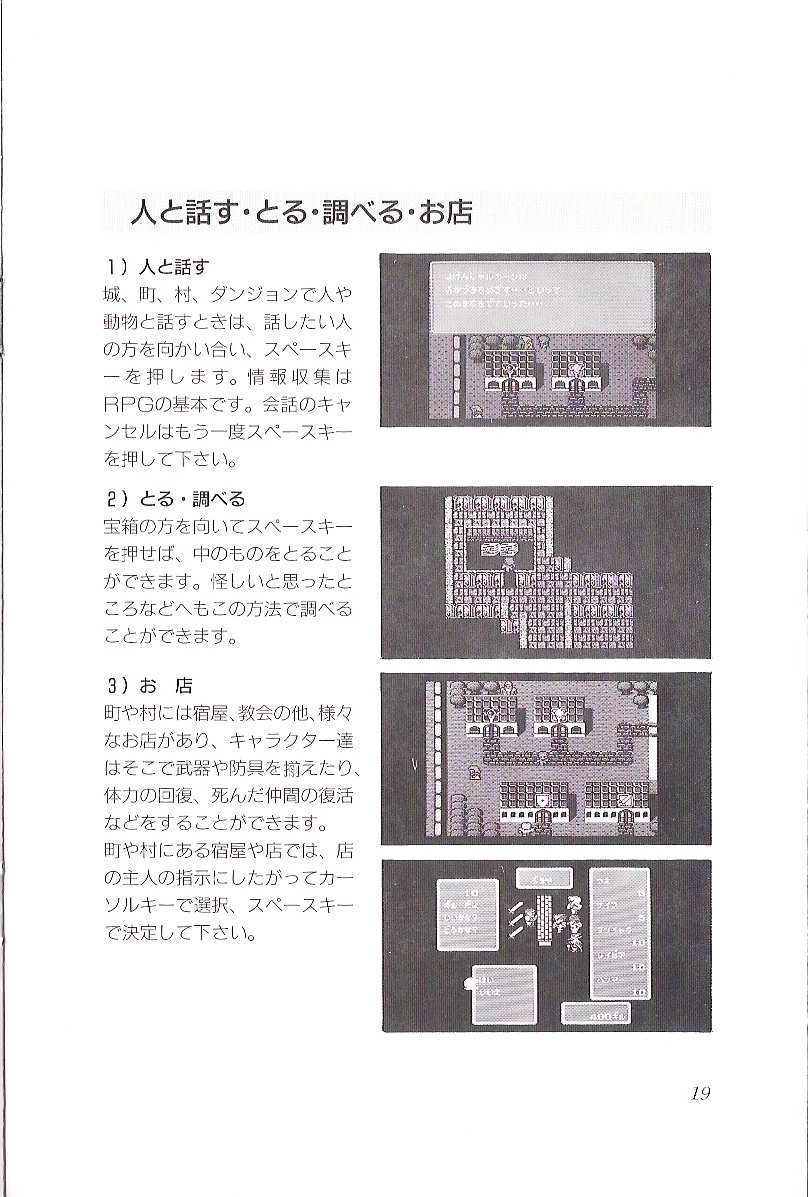 人と話す・とる・調べる・お店
1）人と話す
城、町、村、ダンジョンで人や
動物と話すときは、話したい人
の方を向かい合い、スペースキ
ーを押します。情報収集は
RPGの基本です。会話のキャ
ンセルはもう一度スペースキー
を押して下さい。
2）とる・調べる
宝箱の方を向いてスペースキー
を押せば、中のものをとること
ができます。怪しいと思ったと
ころなどへもこの方法で調べる
ことができます。
3）お　店
町や村には宿屋、教会の他、様々
なお店があり、キャラクター達
はそこで武器や防具を揃えたり、
体力の回復、死んだ仲間の復活
などをすることができます。
町や村にある宿屋や店では、店
の主人の指示にしたがってカー
ソルキーで選択、スペースキー
で決定して下さい。
はい
いいえ
400ギル
19